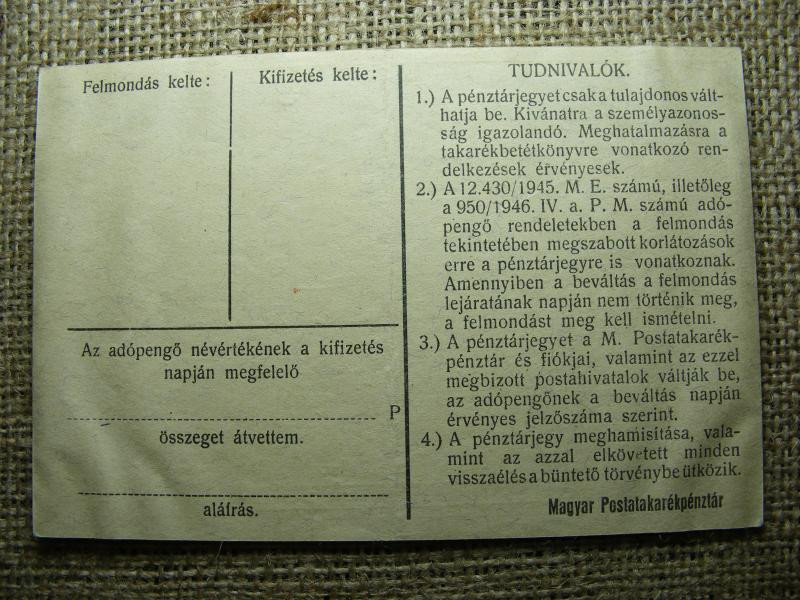 Felmondás kelte:
Kifizetés kelte:
Az adópengő névértékének a kifizetés
napján megfelelő
P
összeget átvettem.
aláírás.
TUDNIVALÓK.
1.) A pénztárjegyet csak a tulajdonos vált-
hatja be. Kivánatra a személyazonos-
ság igazolandó. Meghatalmazásra a
takarékbetétkönyvre vonatkozó ren-
delkezések érvényesek.
2.) A 12.430/1945. M. E. számú, illetőleg
a 950/1946. IV. a. P. M. számú adó-
pengő rendeletekben a felmondás
tekintetében megszabott korlátozások
erre a pénztárjegyre is vonatkoznak.
Amennyiben a beváltás a felmondás
lejáratának napján nem történik meg,
a felmondást meg kell ismételni.
3.) A pénztárjegyet a M. Postatakarék-
pénztár és fiókjai, valamint az ezzel
megbizott postahivatalok váltják be,
az adópengőnek a beváltás napján
érvényes jelzőszáma szerint.
4.) A pénztárjegy meghamisítása, vala-
mint az azzal elkövetett minden
visszaélés a büntető törvénybe ütközik.
Magyar Postatakarékpénztár